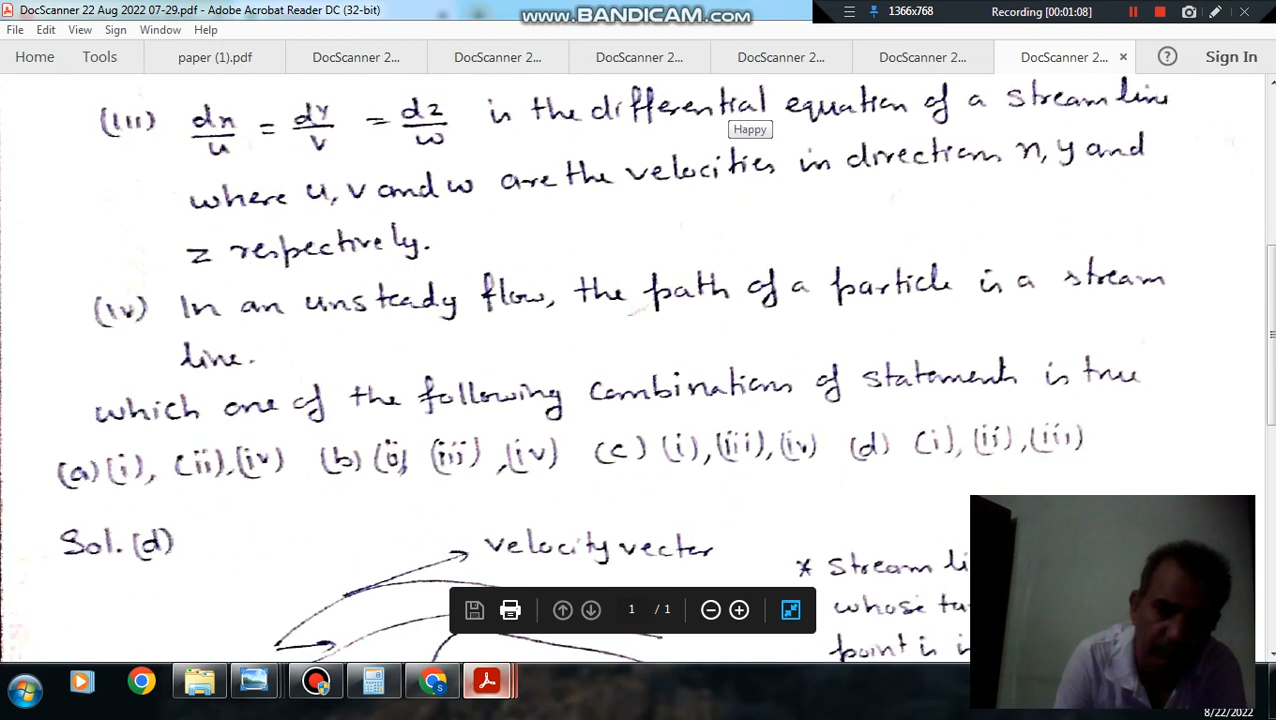 DocScanner 22 Aug 2022 07-29.pdf - Adobe Acrobat Reader DC (32-bit)
www.BANDICAM.com
1366x768
Recording [00:01:08]
File Edit View Sign Window Help
Home Tools paper (1).pdf DocScanner 2... DocScanner 2... DocScanner 2... DocScanner 2... DocScanner 2... DocScanner 2... × ? Sign In
(iii) dx/u = dy/v = dz/w is the differential equation of a stream line
Happy
where u, v and w are the velocities in direction x, y and
z respectively.
(iv) In an unsteady flow, the path of a particle is a stream
line.
which one of the following combinations of statements is true
(a) (i), (ii), (iv) (b) (ii), (iii), (iv) (c) (i), (iii), (iv) (d) (i), (ii), (iii)
Sol. (d)
velocity vector
* stream li
whose ta
point is i
1 / 1
8/22/2022